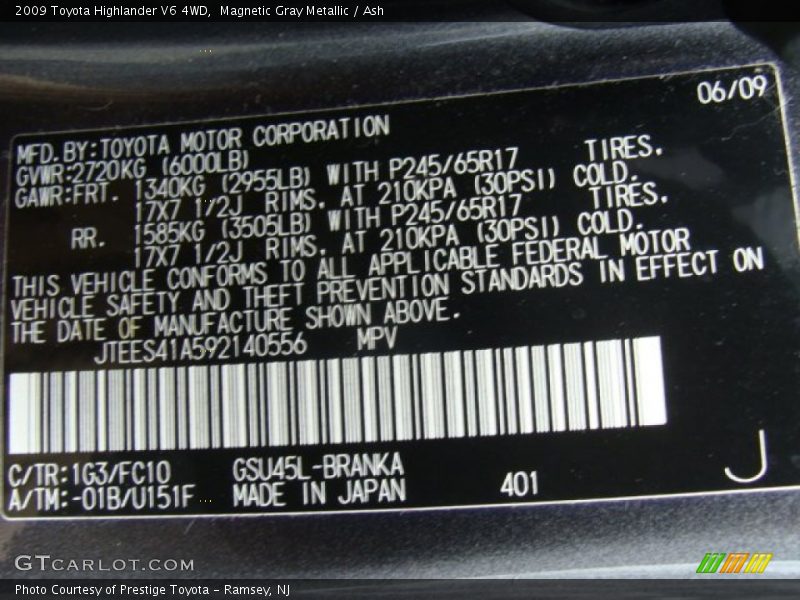 2009 Toyota Highlander V6 4WD, Magnetic Gray Metallic / Ash
06/09
MFD.BY:TOYOTA MOTOR CORPORATION
GVWR:2720KG (6000LB)
GAWR:FRT. 1340KG (2955LB) WITH P245/65R17 TIRES.
17X7 1/2J RIMS, AT 210KPA (30PSI) COLD.
RR. 1585KG (3505LB) WITH P245/65R17 TIRES.
17X7 1/2J RIMS, AT 210KPA (30PSI) COLD.
THIS VEHICLE CONFORMS TO ALL APPLICABLE FEDERAL MOTOR
VEHICLE SAFETY AND THEFT PREVENTION STANDARDS IN EFFECT ON
THE DATE OF MANUFACTURE SHOWN ABOVE.
JTEES41A592140556 MPV
C/TR:1G3/FC10 GSU45L-BRANKA
A/TM:-01B/U151F MADE IN JAPAN 401 J
GTCARLOT.COM
Photo Courtesy of Prestige Toyota - Ramsey, NJ